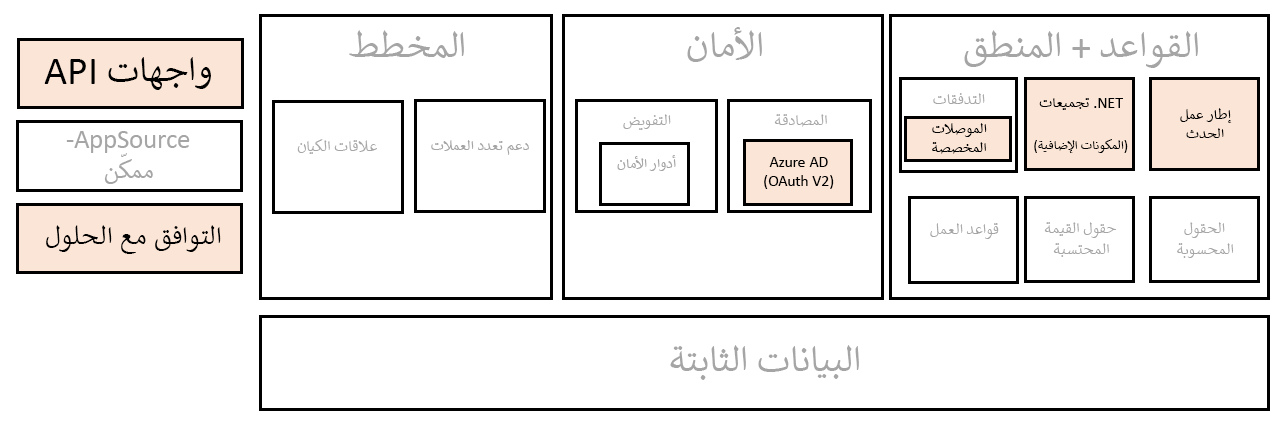 القواعد + المنطق
إطار عمل
الحدث
.NET تجميعات
(المكونات الإضافية)
التدفقات
الموصلات
المخصصة
الحقول
المحسوبة
حقول القيمة
المحتسبة
قواعد العمل
الأمان
المصادقة
Azure AD
(OAuth V2)
التفويض
أدوار الأمان
المخطط
دعم تعدد العملات
علاقات الكيان
واجهات API
AppSource-
ممكّن
التوافق مع الحلول
البيانات الثابتة